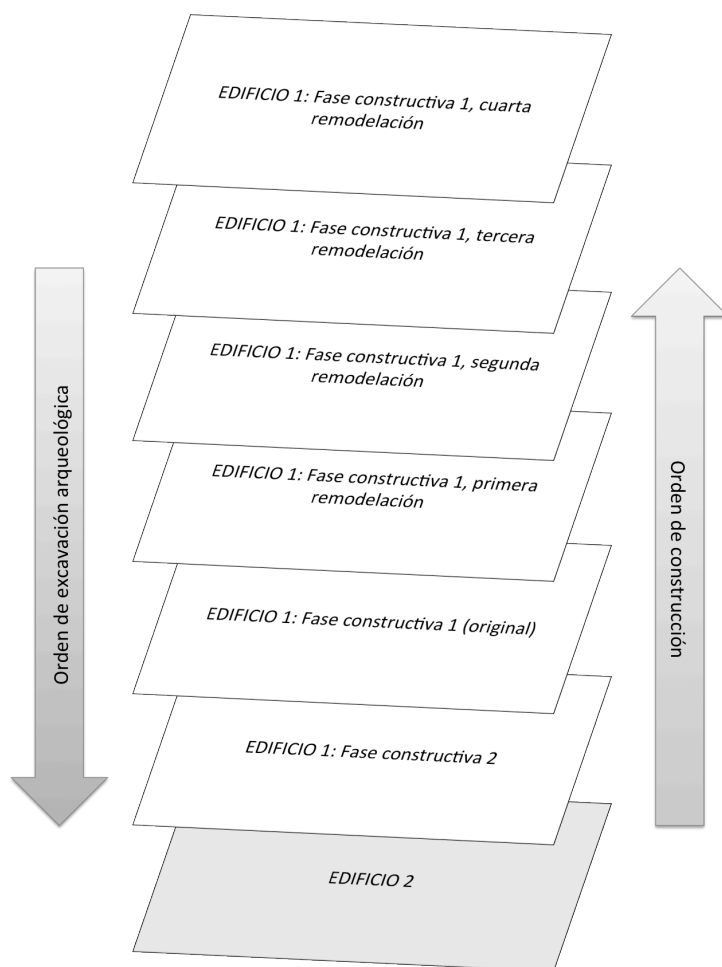 EDIFICIO 1: Fase constructiva 1, cuarta
remodelación
EDIFICIO 1: Fase constructiva 1, tercera
remodelación
EDIFICIO 1: Fase constructiva 1, segunda
remodelación
EDIFICIO 1: Fase constructiva 1, primera
remodelación
EDIFICIO 1: Fase constructiva 1 (original)
EDIFICIO 1: Fase constructiva 2
EDIFICIO 2
Orden de excavación arqueológica
Orden de construcción